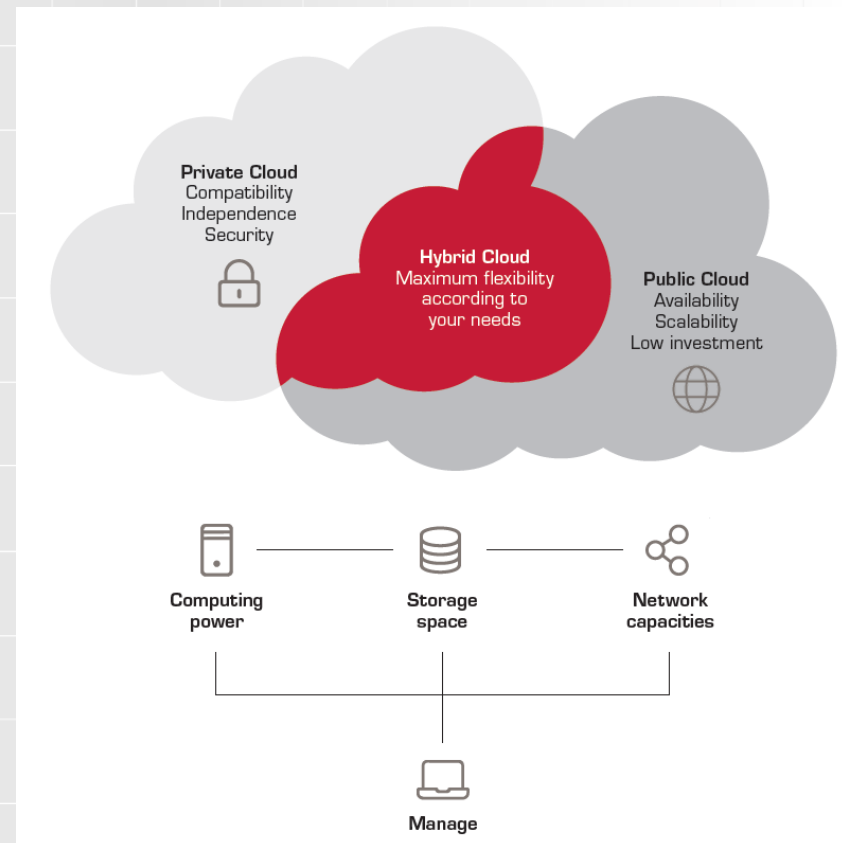 Private Cloud
Compatibility
Independence
Security
Hybrid Cloud
Maximum flexibility
according to
your needs
Public Cloud
Availability
Scalability
Low investment
Computing
power
Storage
space
Network
capacities
Manage